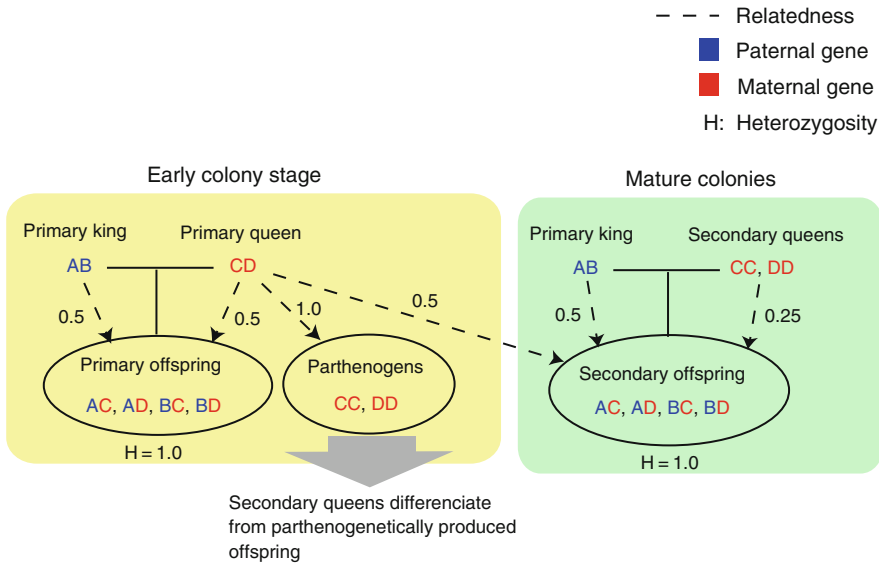 Relatedness
Paternal gene
Maternal gene
H: Heterozygosity
Early colony stage
Mature colonies
Primary king
Primary queen
AB
CD
0.5
0.5
1.0
0.5
Primary offspring
AC, AD, BC, BD
H = 1.0
Parthenogens
CC, DD
Secondary queens differenciate
from parthenogenetically produced
offspring
Primary king
Secondary queens
AB
CC, DD
0.5
0.25
Secondary offspring
AC, AD, BC, BD
H = 1.0